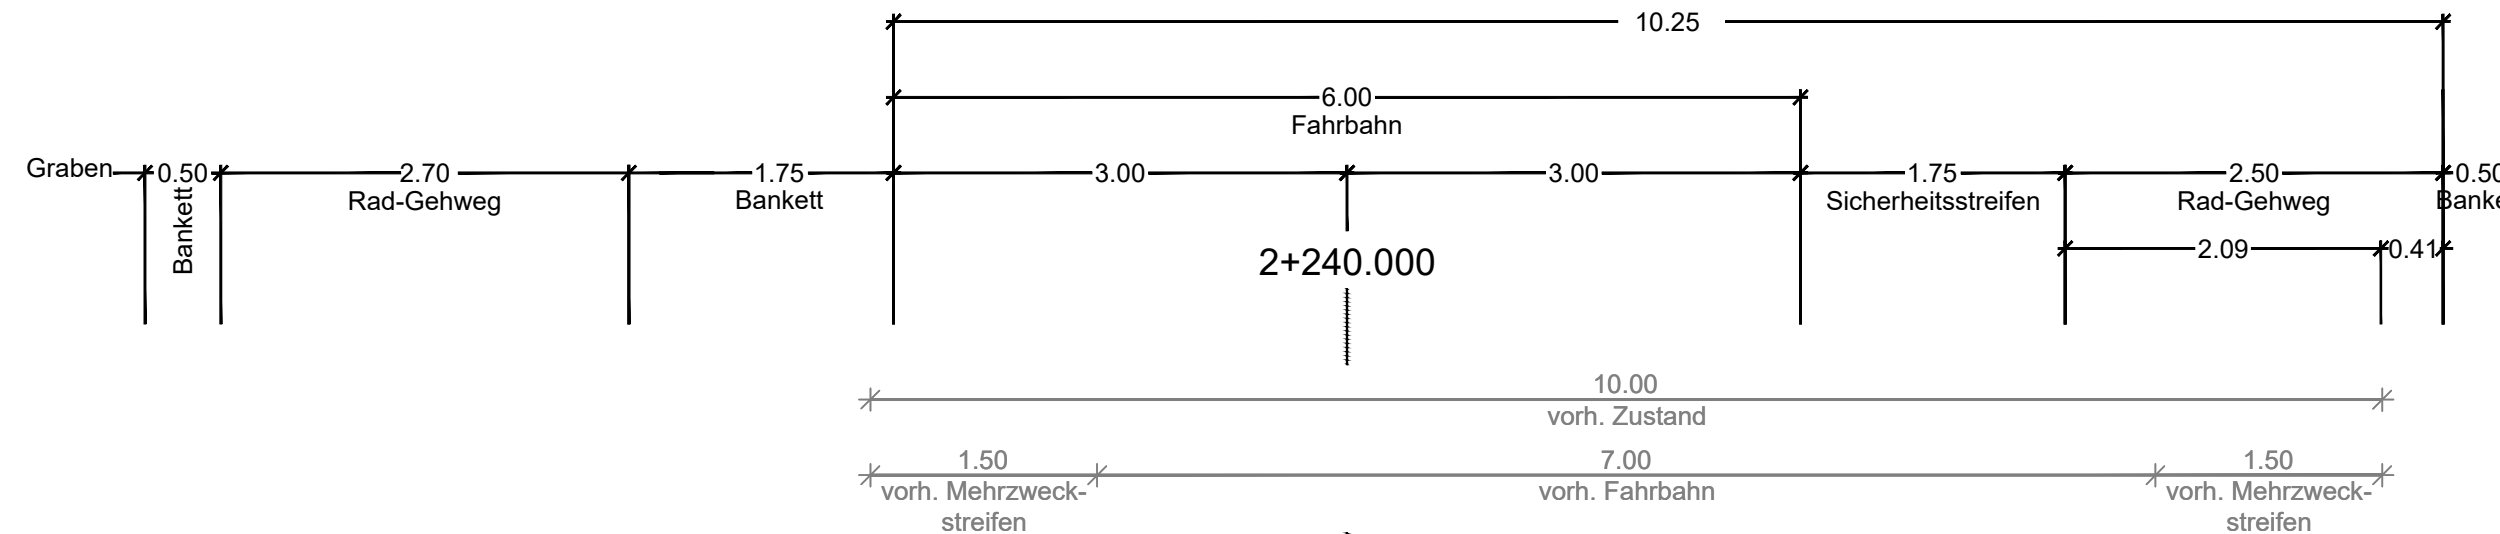 10.25
6.00
Fahrbahn
Graben 0.50 2.70 1.75 3.00 3.00 1.75 2.50 0.50
Bankett
Rad-Gehweg Bankett Sicherheitsstreifen Rad-Gehweg
2.09 0.41
2+240.000
10.00
vorh. Zustand
1.50 7.00 1.50
vorh. Mehrzweck- vorh. Fahrbahn vorh. Mehrzweck-
streifen streifen